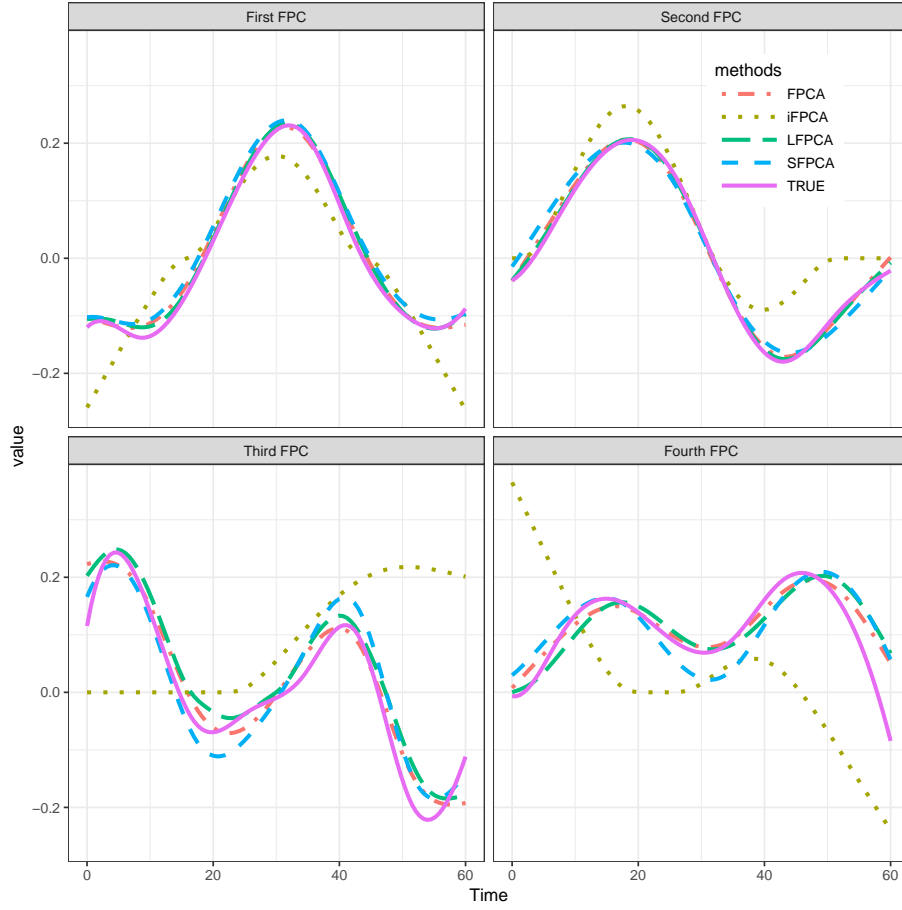 First FPC
Second FPC
methods
FPCA
iFPCA
LFPCA
SFPCA
TRUE
0.2
0.0
−0.2
value
Third FPC
Fourth FPC
0.2
0.0
−0.2
0
20
40
60
0
20
40
60
Time